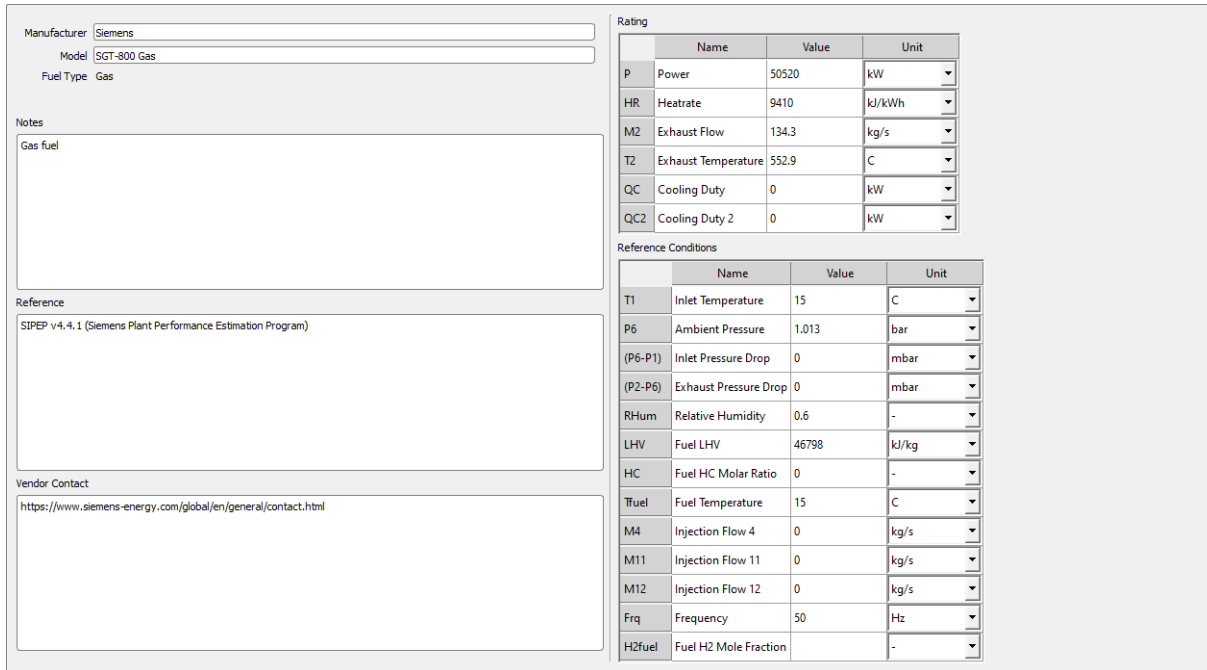 Manufacturer Siemens
Model SGT-800 Gas
Fuel Type Gas
Notes
Gas fuel
Reference
SIPEP v4.4.1 (Siemens Plant Performance Estimation Program)
Vendor Contact
https://www.siemens-energy.com/global/en/general/contact.html
Rating
Name Value Unit
P Power 50520 kW
HR Heatrate 9410 kJ/kWh
M2 Exhaust Flow 134.3 kg/s
T2 Exhaust Temperature 552.9 C
QC Cooling Duty 0 kW
QC2 Cooling Duty 2 0 kW
Reference Conditions
Name Value Unit
T1 Inlet Temperature 15 C
P6 Ambient Pressure 1.013 bar
(P6-P1) Inlet Pressure Drop 0 mbar
(P2-P6) Exhaust Pressure Drop 0 mbar
RHum Relative Humidity 0.6 -
LHV Fuel LHV 46798 kJ/kg
HC Fuel HC Molar Ratio 0 -
Tfuel Fuel Temperature 15 C
M4 Injection Flow 4 0 kg/s
M11 Injection Flow 11 0 kg/s
M12 Injection Flow 12 0 kg/s
Frq Frequency 50 Hz
H2fuel Fuel H2 Mole Fraction -